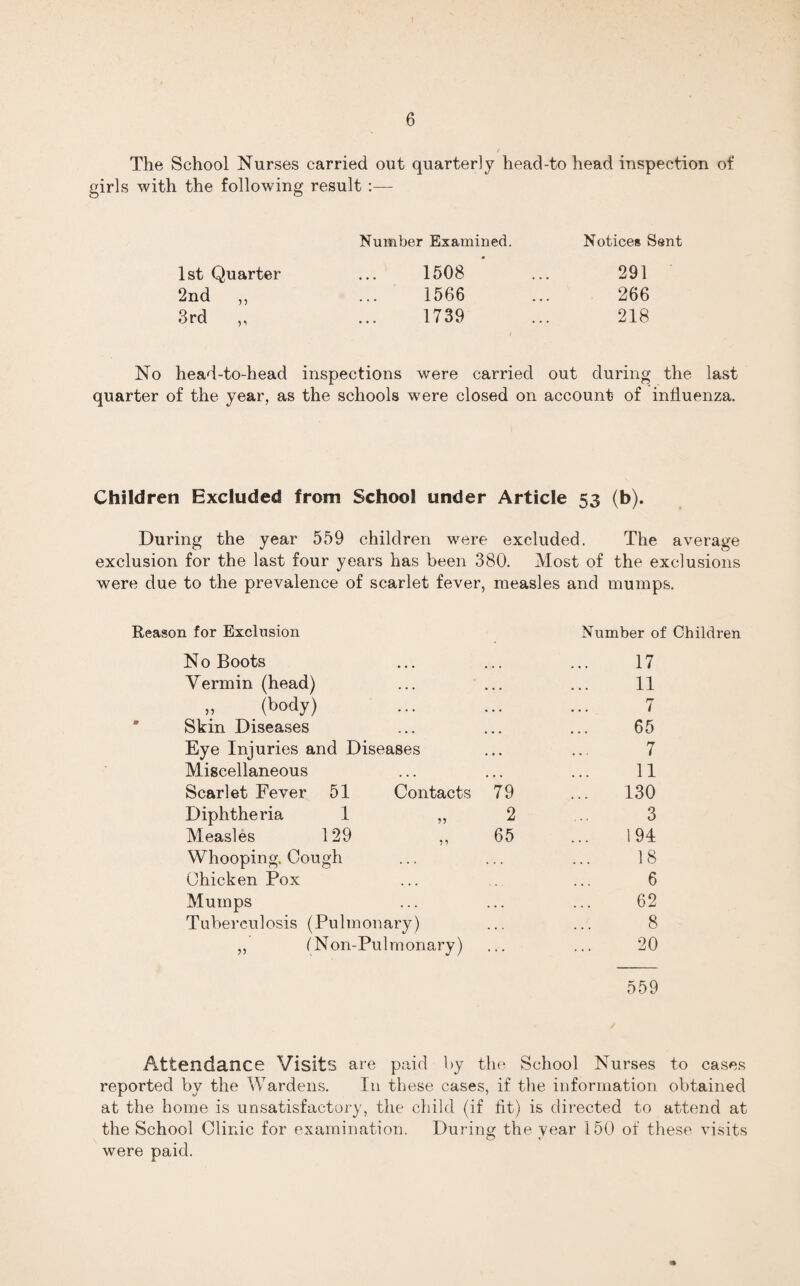 6
The School Nurses carried out quarterly head-to head inspection of
girls with the following result :—
Number Examined. Notices Sent
1st Quarter ... 1508 ... 291
2nd ,, ... 1566 ... 266
3rd ,, ... 1739 ... 218
No head-to-head inspections were carried out during the last
quarter of the year, as the schools were closed on account of influenza.
Children Excluded from School under Article 53 (b).
During the year 559 children were excluded. The average
exclusion for the last four years has been 380. Most of the exclusions
were due to the prevalence of scarlet fever, measles and mumps.
Reason for Exclusion Number of Children
No Boots ... ... ... 17
Vermin (head) ... ... ... 11
,, (body) ... ... ... 7
Skin Diseases ... ... ... 65
Eye Injuries and Diseases ... ... 7
Miscellaneous ... ... ... 11
Scarlet Fever 51 Contacts 79 ... 130
Diphtheria 1 ,, 2 ... 3
Measles 129 ,, 65 ... 194
Whooping Cough ... ... ... 18
Chicken Pox ... ... ... 6
Mumps ... ... ... 62
Tuberculosis (Pulmonary) ... ... 8
,, (Non-Pulmonary) ... ... 20
559
Attendance Visits are paid by the School Nurses to cases
reported by the Wardens. In these cases, if the information obtained
at the home is unsatisfactory, the child (if fit) is directed to attend at
the School Clinic for examination. During the year 150 of these visits
were paid.